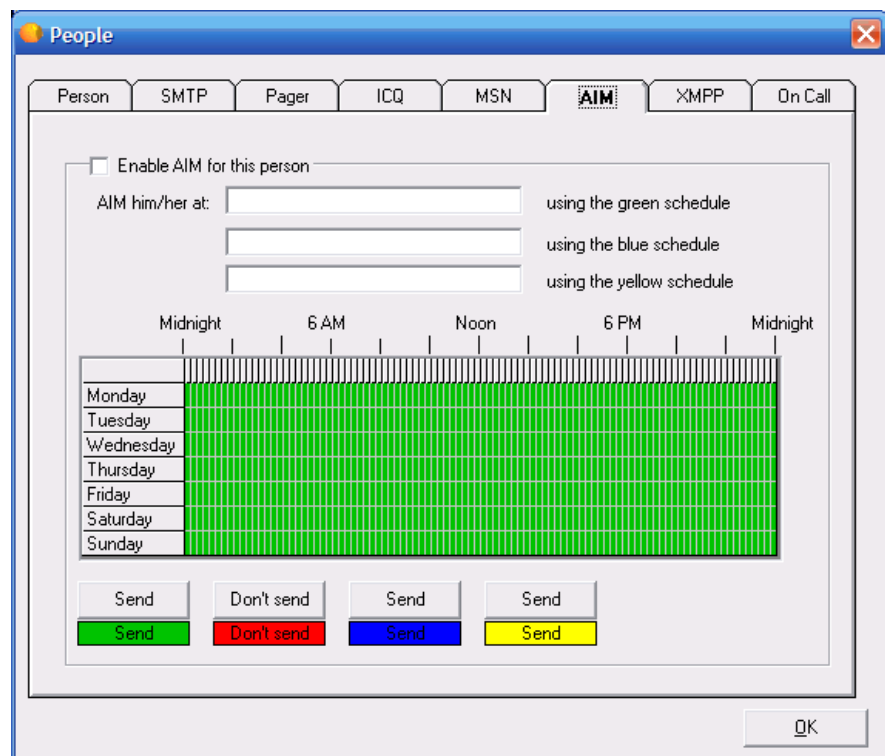 People
Person SMTP Pager ICQ MSN AIM XMPP On Call
Enable AIM for this person
AIM him/her at: using the green schedule
using the blue schedule
using the yellow schedule
Midnight 6 AM Noon 6 PM Midnight
Monday
Tuesday
Wednesday
Thursday
Friday
Saturday
Sunday
Send Don't send Send Send
Send Don't send Send Send
OK